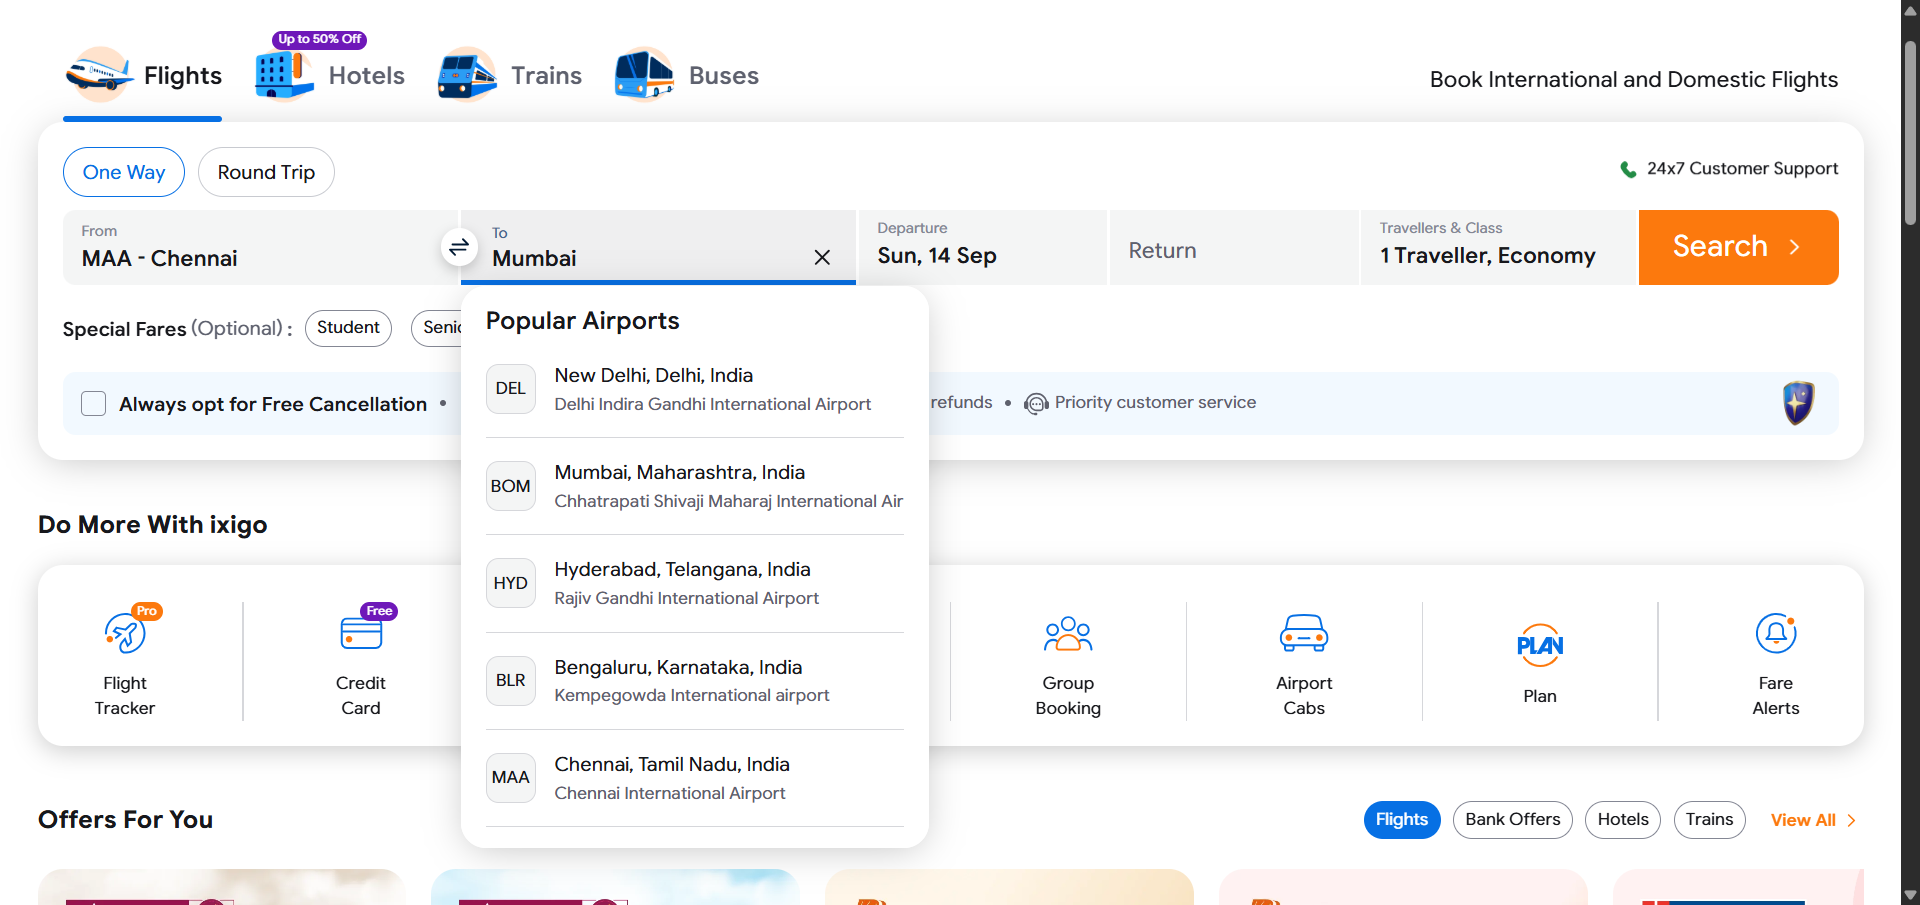 Up to 50% Off
Flights
Hotels
Trains
Buses
Book International and Domestic Flights
One Way
Round Trip
24x7 Customer Support
From
MAA - Chennai
To
Mumbai
Departure
Sun, 14 Sep
Return
Travellers & Class
1 Traveller, Economy
Search
Special Fares (Optional) :
Student
Senic
Popular Airports
DEL
New Delhi, Delhi, India
Delhi Indira Gandhi International Airport
BOM
Mumbai, Maharashtra, India
Chhatrapati Shivaji Maharaj International Air
HYD
Hyderabad, Telangana, India
Rajiv Gandhi International Airport
BLR
Bengaluru, Karnataka, India
Kempegowda International airport
MAA
Chennai, Tamil Nadu, India
Chennai International Airport
Always opt for Free Cancellation •
refunds • Priority customer service
Do More With ixigo
Pro
Flight
Tracker
Free
Credit
Card
Group
Booking
Airport
Cabs
PLAN
Plan
Fare
Alerts
Offers For You
Flights
Bank Offers
Hotels
Trains
View All